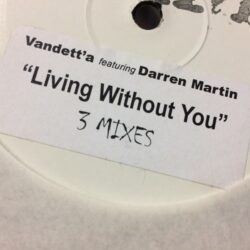 Vandett'a featuring Darren Martin
"Living Without You"
3 MIXES